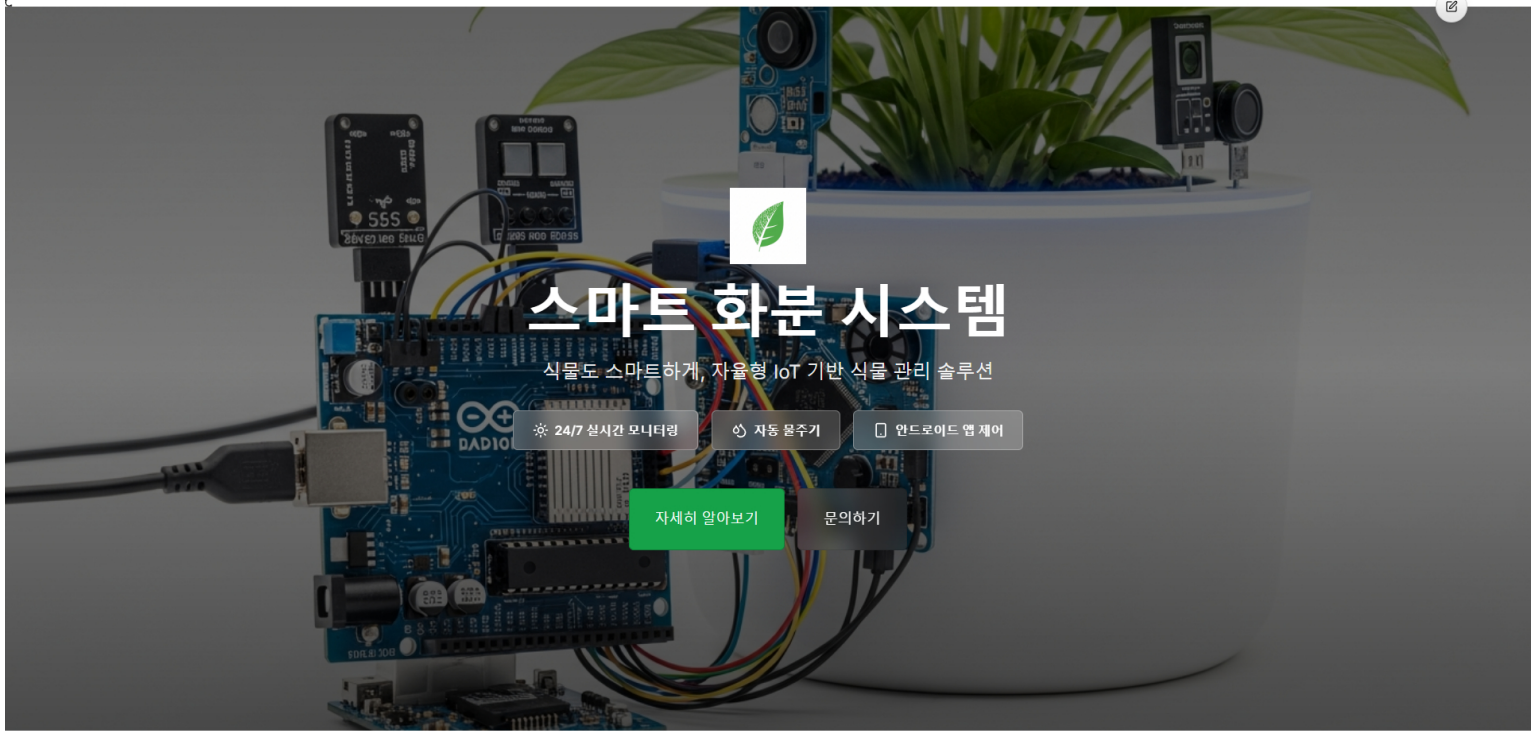 스마트 화분 시스템
식물도 스마트하게, 자율형 IoT 기반 식물 관리 솔루션
24/7 실시간 모니터링
자동 물주기
안드로이드 앱 제어
자세히 알아보기
문의하기